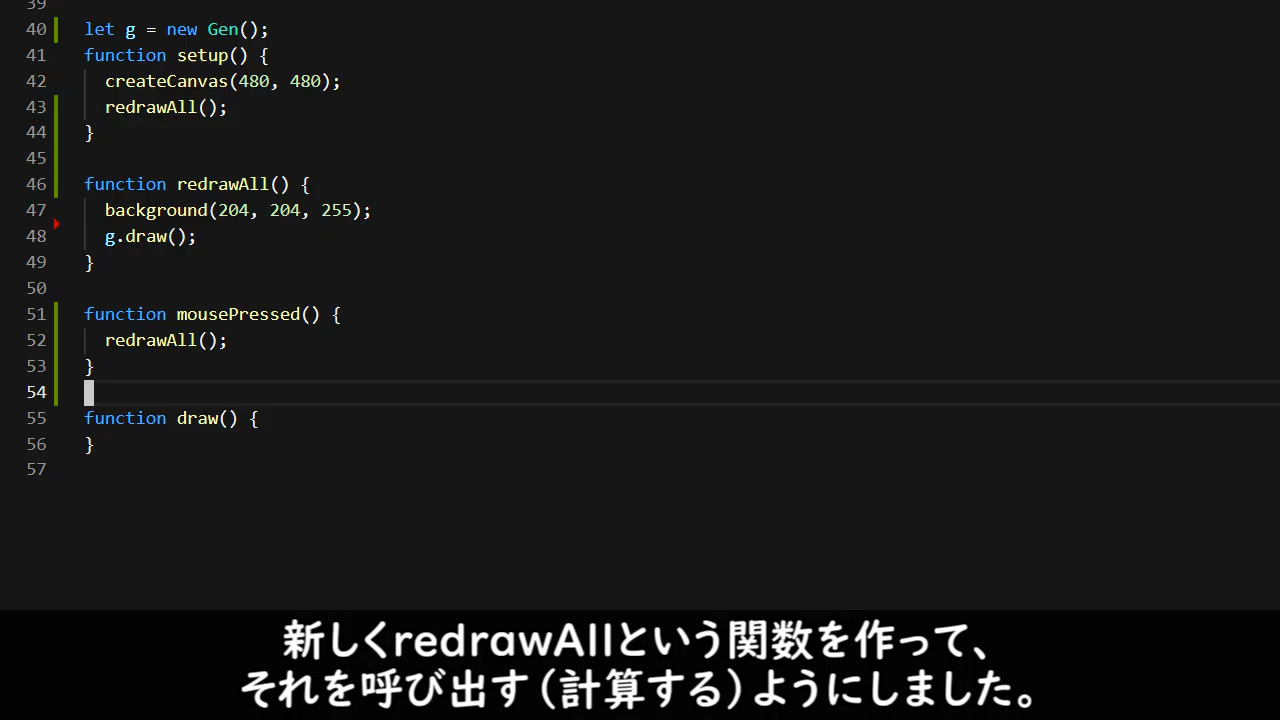 39
40 let g = new Gen();
41 function setup() {
42   createCanvas(480, 480);
43   redrawAll();
44 }
45
46 function redrawAll() {
47   background(204, 204, 255);
48   g.draw();
49 }
50
51 function mousePressed() {
52   redrawAll();
53 }
54
55 function draw() {
56 }
57
新しくredrawAllという関数を作って、
それを呼び出す（計算する）ようにしました。